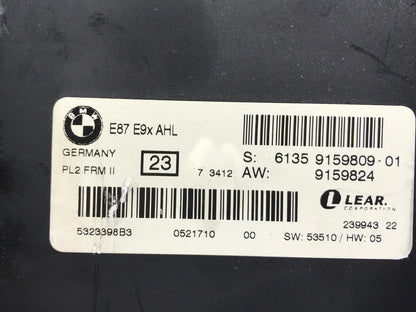 BMW
E87 E9x AHL
GERMANY
PL2 FRM II
23
7 3412
S: 6135 9159809-01
AW: 9159824
LEAR.
CORPORATION
239943 22
5323398B3 0521710 00 SW: 53510 / HW: 05